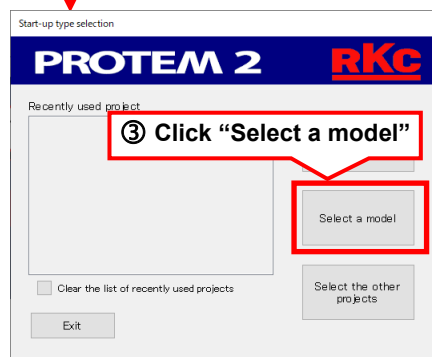 Start-up type selection
PROTEM 2
RKC
Recently used project
③ Click “Select a model”
Select a model
Clear the list of recently used projects
Select the other
projects
Exit